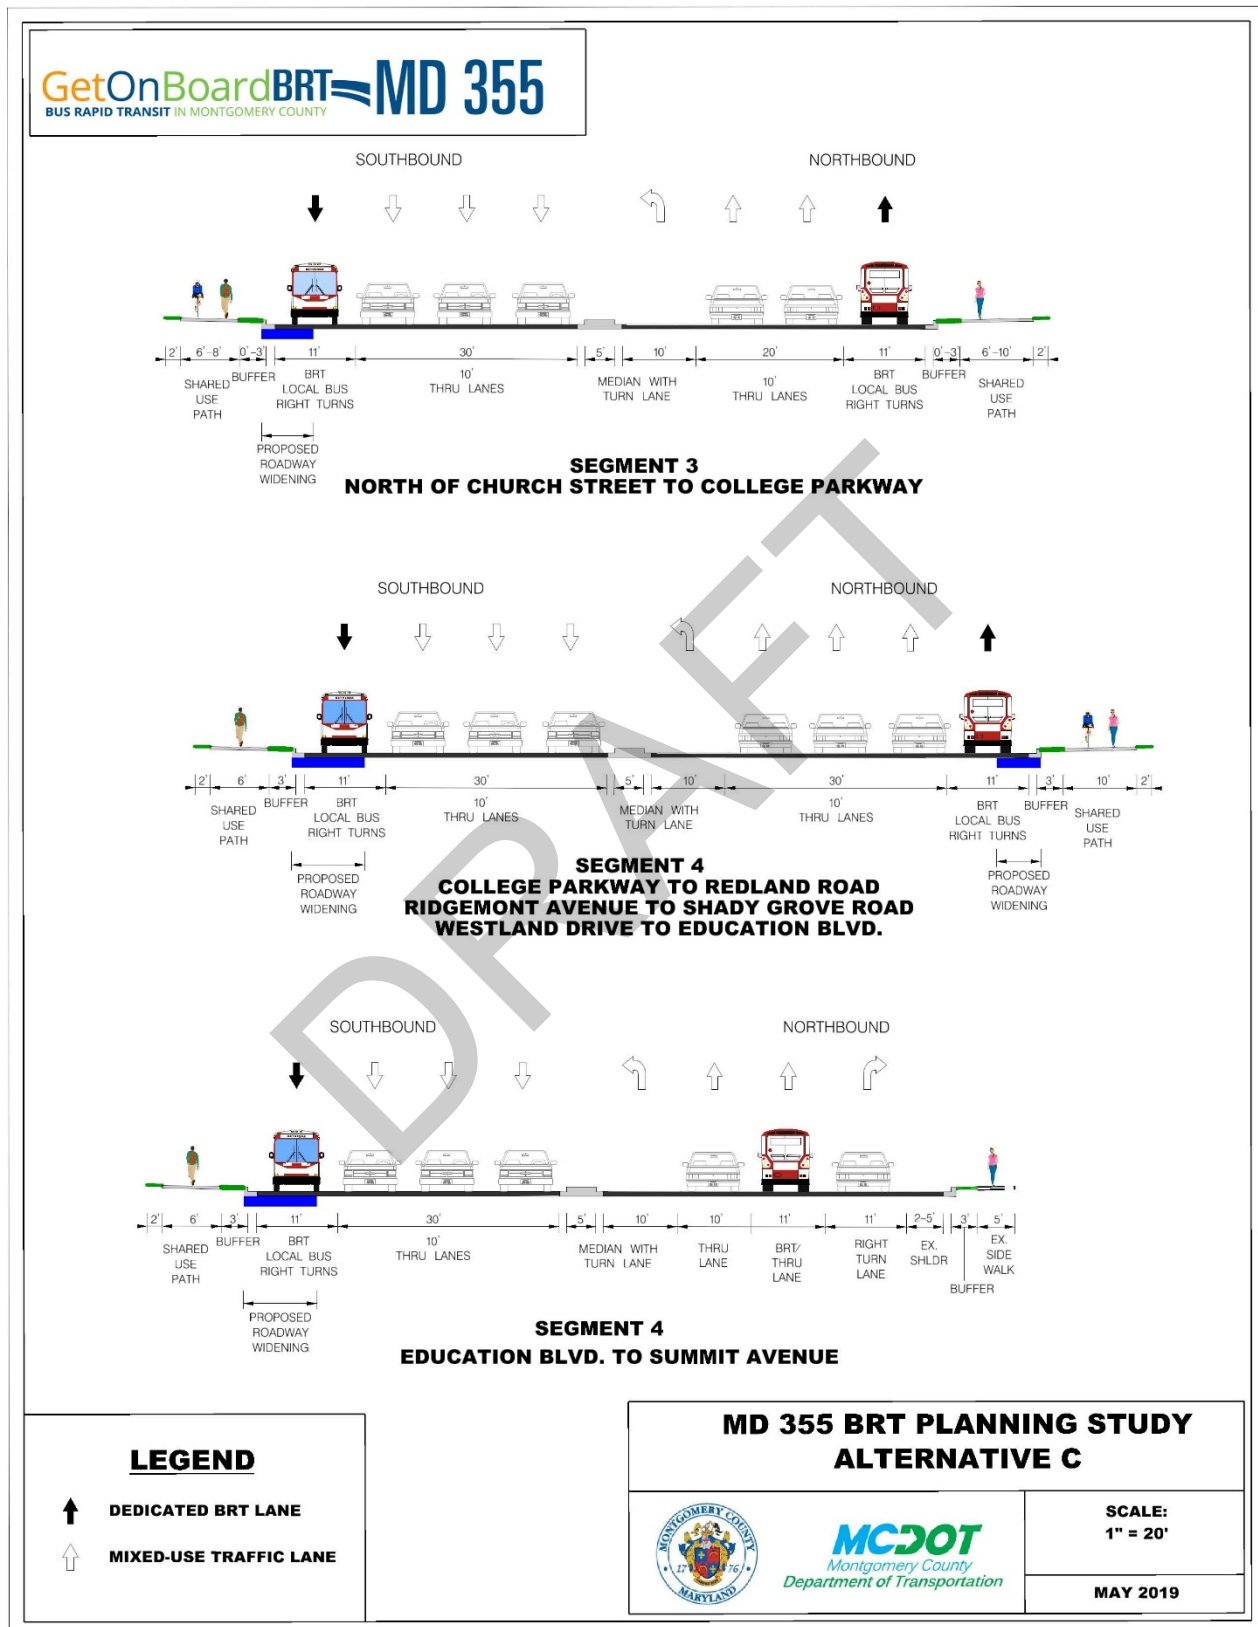 GetOnBoardBRT MD 355
BUS RAPID TRANSIT IN MONTGOMERY COUNTY
SOUTHBOUND NORTHBOUND
2' 6'-8' 0'-3' 11' 30' 5' 10' 20' 11' 0'-3' 6'-10' 2'
SHARED USE PATH
BUFFER
BRT
LOCAL BUS
RIGHT TURNS
10'
THRU LANES
MEDIAN WITH
TURN LANE
10'
THRU LANES
BRT
LOCAL BUS
RIGHT TURNS
BUFFER
SHARED
USE
PATH
PROPOSED
ROADWAY
WIDENING
SEGMENT 3
NORTH OF CHURCH STREET TO COLLEGE PARKWAY
SOUTHBOUND NORTHBOUND
2' 6' 3' 11' 30' 5' 10' 30' 11' 3' 10' 2'
SHARED
USE
PATH
BUFFER
BRT
LOCAL BUS
RIGHT TURNS
10'
THRU LANES
MEDIAN WITH
TURN LANE
10'
THRU LANES
BRT
LOCAL BUS
RIGHT TURNS
BUFFER
SHARED
USE
PATH
PROPOSED
ROADWAY
WIDENING
PROPOSED
ROADWAY
WIDENING
SEGMENT 4
COLLEGE PARKWAY TO REDLAND ROAD
RIDGEMONT AVENUE TO SHADY GROVE ROAD
WESTLAND DRIVE TO EDUCATION BLVD.
DRAFT
SOUTHBOUND NORTHBOUND
2' 6' 3' 11' 30' 5' 10' 10' 11' 11' 2-5' 3' 5'
SHARED
USE
PATH
BUFFER
BRT
LOCAL BUS
RIGHT TURNS
10'
THRU LANES
MEDIAN WITH
TURN LANE
THRU
LANE
BRT/
THRU
LANE
RIGHT
TURN
LANE
EX.
SHLDR
BUFFER
EX.
SIDE
WALK
PROPOSED
ROADWAY
WIDENING
SEGMENT 4
EDUCATION BLVD. TO SUMMIT AVENUE
LEGEND
DEDICATED BRT LANE
MIXED-USE TRAFFIC LANE
MD 355 BRT PLANNING STUDY
ALTERNATIVE C
MONTGOMERY COUNTY
17 76
MARYLAND
MCDOT
Montgomery County
Department of Transportation
SCALE:
1" = 20'
MAY 2019